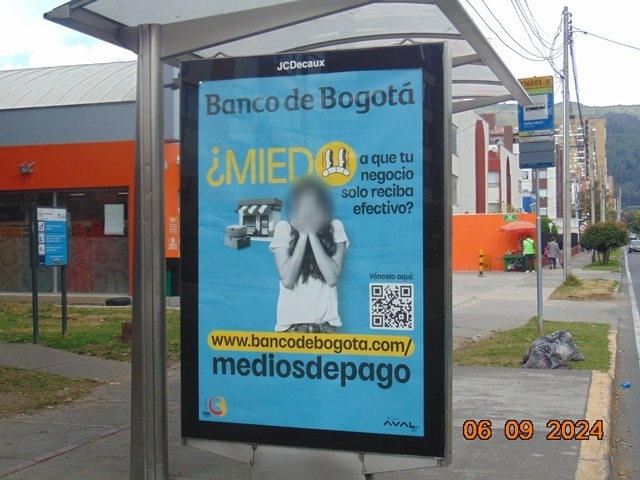 JCDecaux
Banco de Bogotá
¿MIEDO a que tu
negocio
solo reciba
efectivo?
Véncelo aquí:
www.bancodebogota.com/
mediosdepago
AVAL
06 09 2024